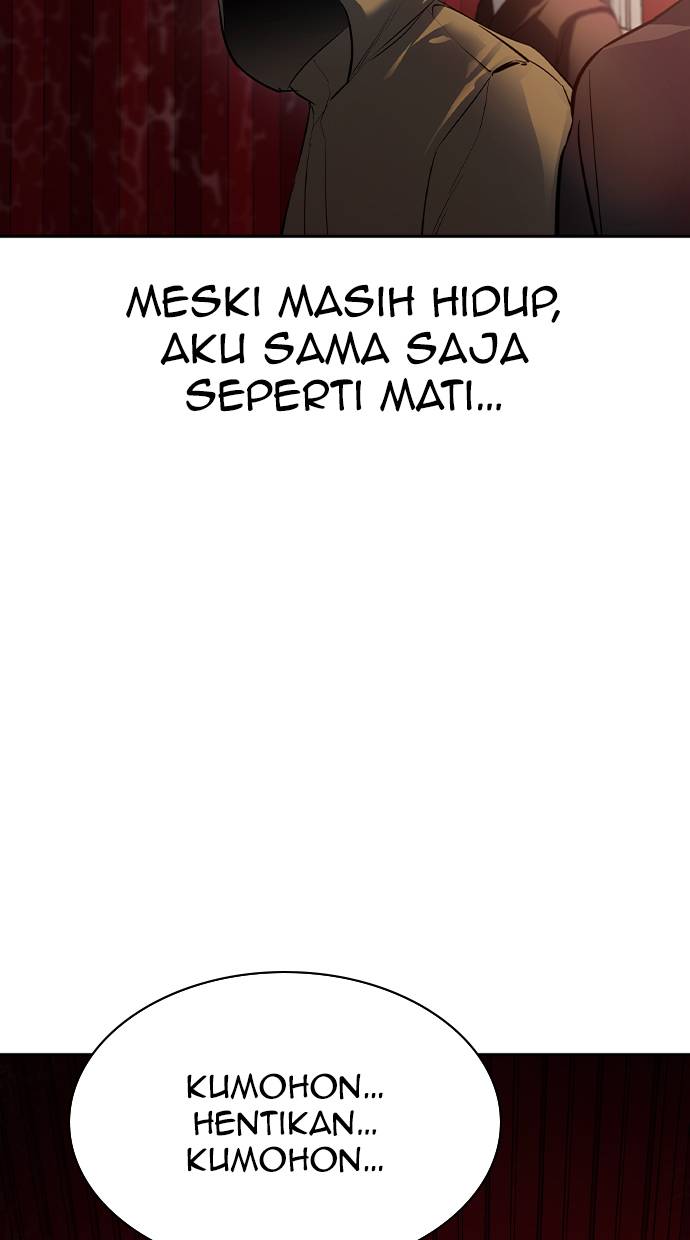 MESKI MASIH HIDUP,
AKU SAMA SAJA
SEPERTI MATI...
KUMOHON...
HENTIKAN...
KUMOHON...